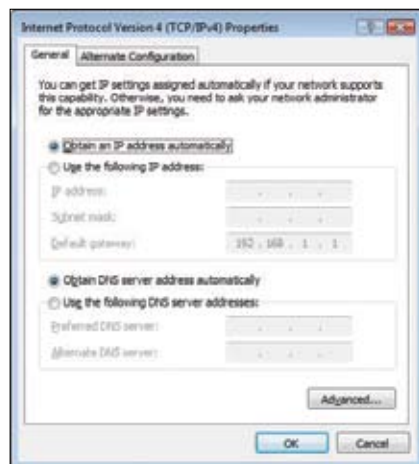 Internet Protocol Version 4 (TCP/IPv4) Properties
General
Alternate Configuration
You can get IP settings assigned automatically if your network supports
this capability. Otherwise, you need to ask your network administrator
for the appropriate IP settings.
Obtain an IP address automatically
Use the following IP address:
IP address:
Subnet mask:
Default gateway: 192 . 168 . 1 . 1
Obtain DNS server address automatically
Use the following DNS server addresses:
Preferred DNS server:
Alternate DNS server:
Advanced...
OK
Cancel